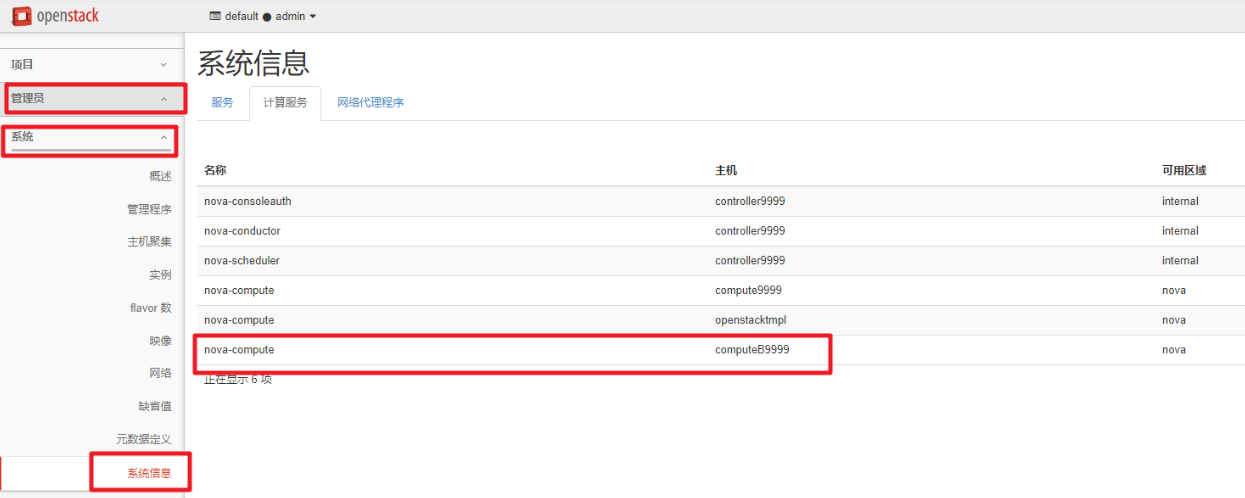 openstack
default ● admin
项目
管理员
系统
概述
管理程序
主机聚集
实例
flavor 数
映像
网络
缺省值
元数据定义
系统信息
系统信息
服务 计算服务 网络代理程序
名称 主机 可用区域
nova-consoleauth controller9999 internal
nova-conductor controller9999 internal
nova-scheduler controller9999 internal
nova-compute compute9999 nova
nova-compute openstacktmpl nova
nova-compute computeB9999 nova
正在显示 6 项